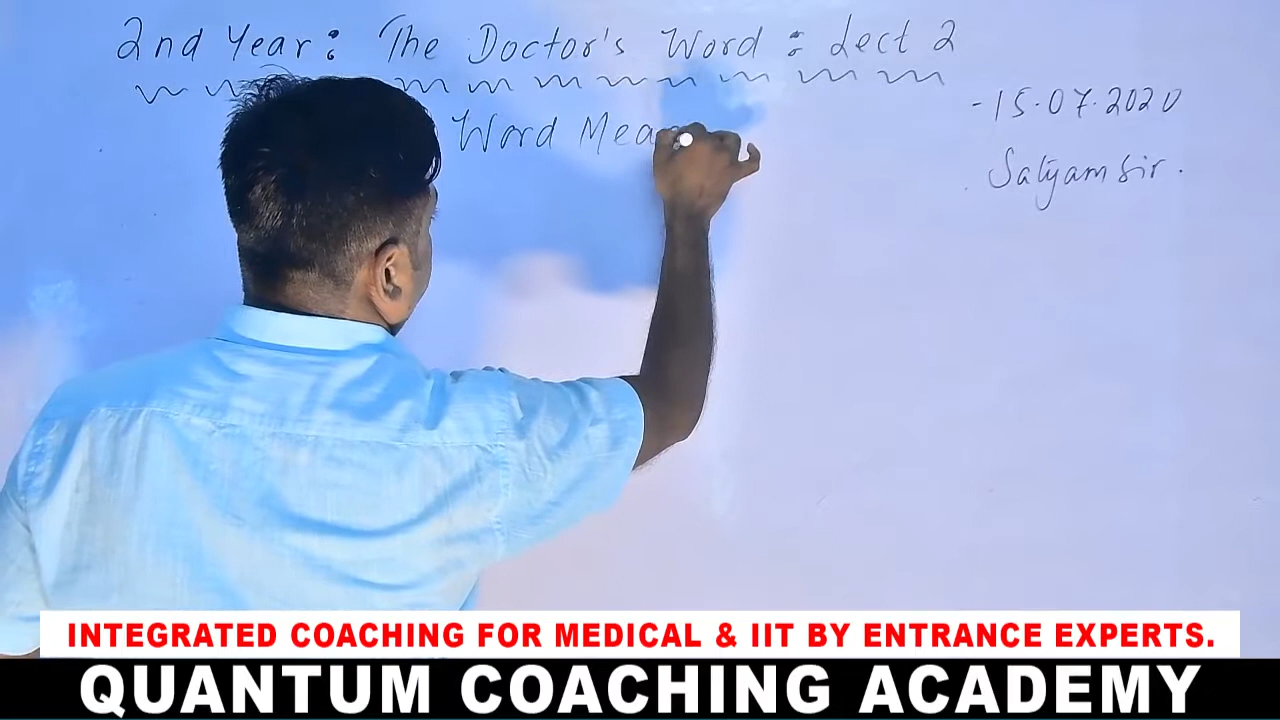 2nd Year: The Doctor's Word : Lect 2
- 15.07.2020
Word Mea
Satyam Sir.
INTEGRATED COACHING FOR MEDICAL & IIT BY ENTRANCE EXPERTS.
QUANTUM COACHING ACADEMY